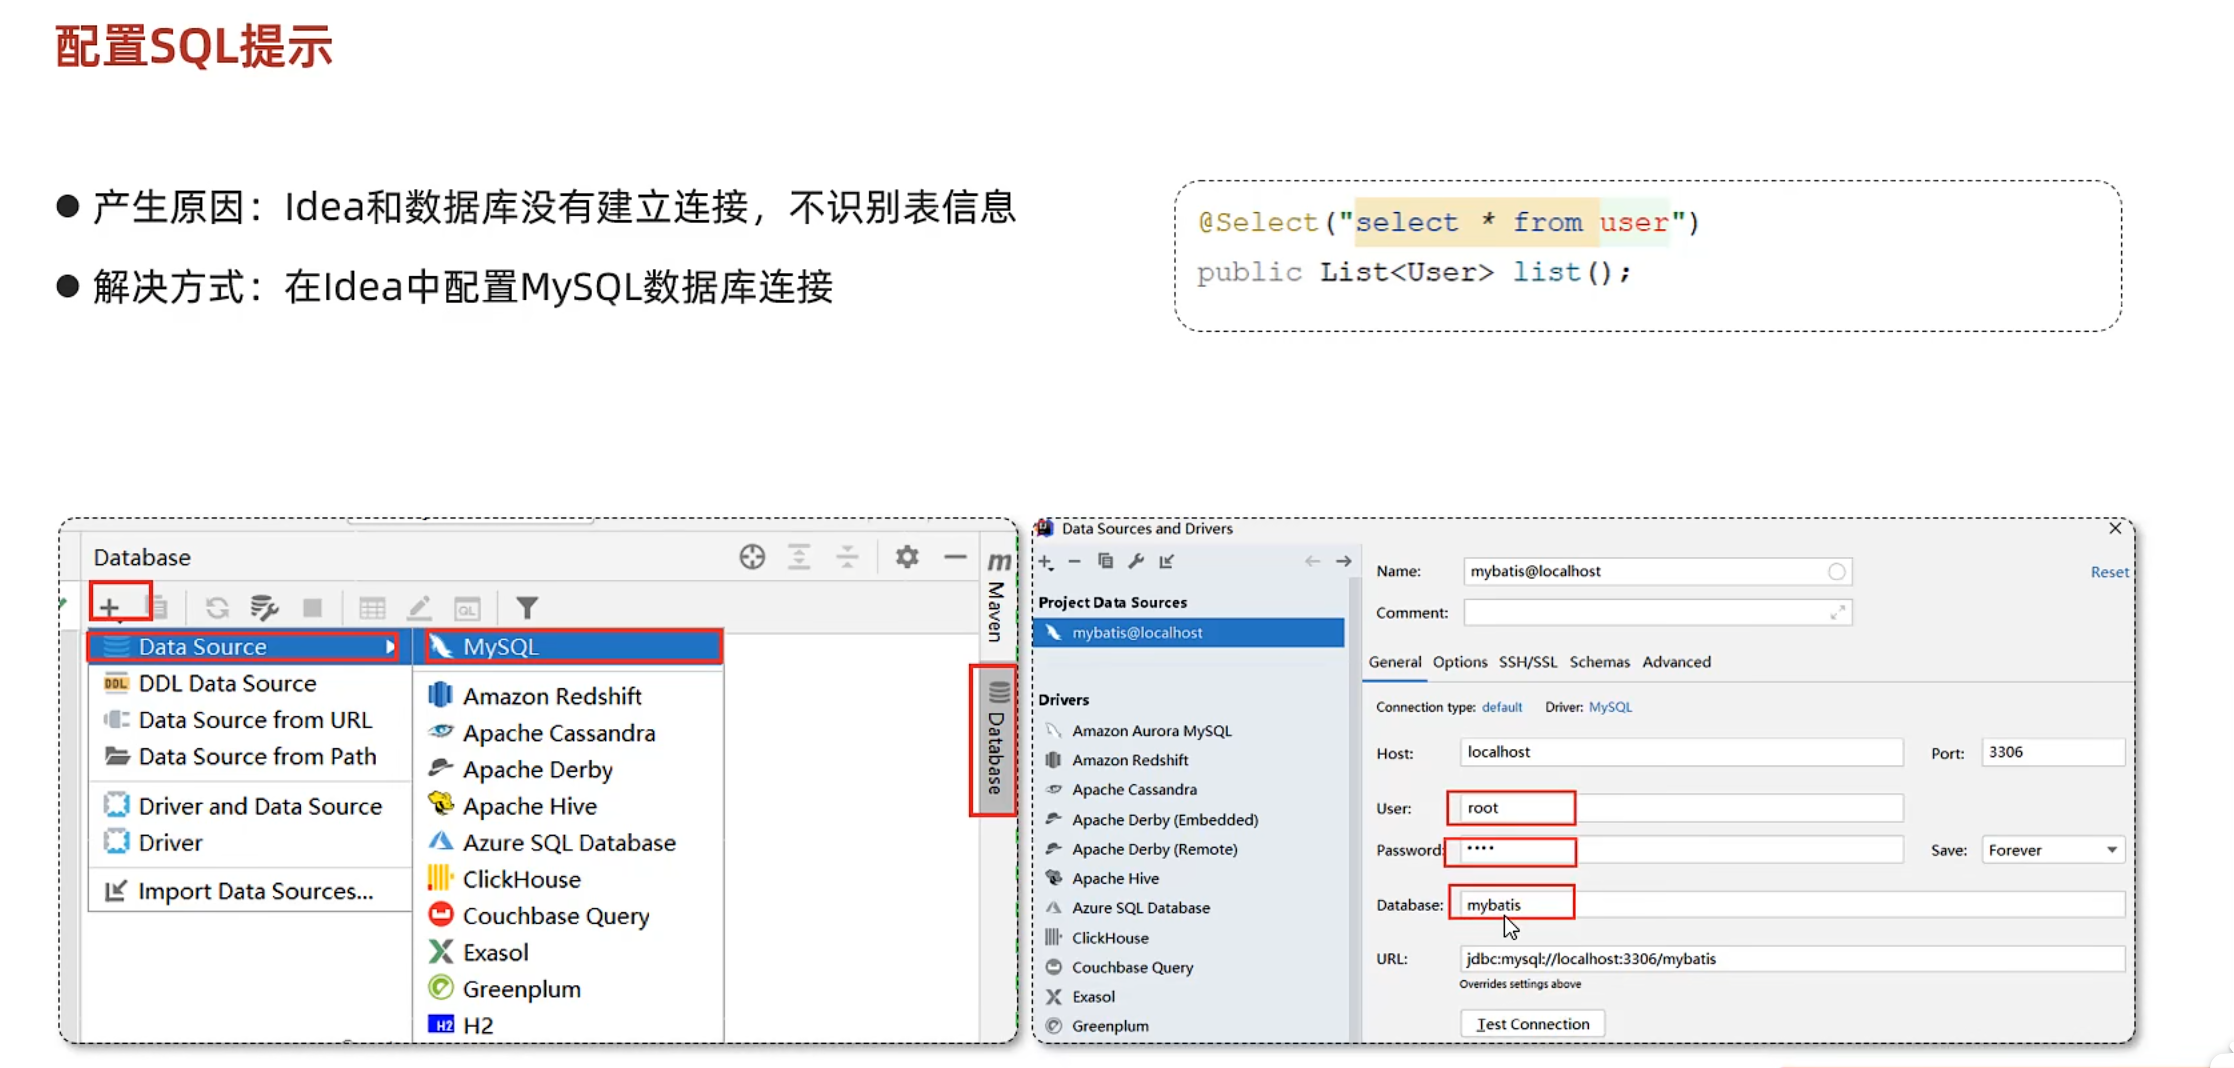 配置SQL提示
● 产生原因：Idea和数据库没有建立连接，不识别表信息
● 解决方式：在Idea中配置MySQL数据库连接
@Select("select * from user")
public List<User> list();
Database
Data Source
DDL Data Source
Data Source from URL
Data Source from Path
Driver and Data Source
Driver
Import Data Sources...
MySQL
Amazon Redshift
Apache Cassandra
Apache Derby
Apache Hive
Azure SQL Database
ClickHouse
Couchbase Query
Exasol
Greenplum
H2
Maven
Database
Data Sources and Drivers
Project Data Sources
mybatis@localhost
Drivers
Amazon Aurora MySQL
Amazon Redshift
Apache Cassandra
Apache Derby (Embedded)
Apache Derby (Remote)
Apache Hive
Azure SQL Database
ClickHouse
Couchbase Query
Exasol
Greenplum
Name: mybatis@localhost
Reset
Comment:
General Options SSH/SSL Schemas Advanced
Connection type: default Driver: MySQL
Host: localhost Port: 3306
User: root
Password: •••• Save: Forever
Database: mybatis
URL: jdbc:mysql://localhost:3306/mybatis
Overrides settings above
Test Connection